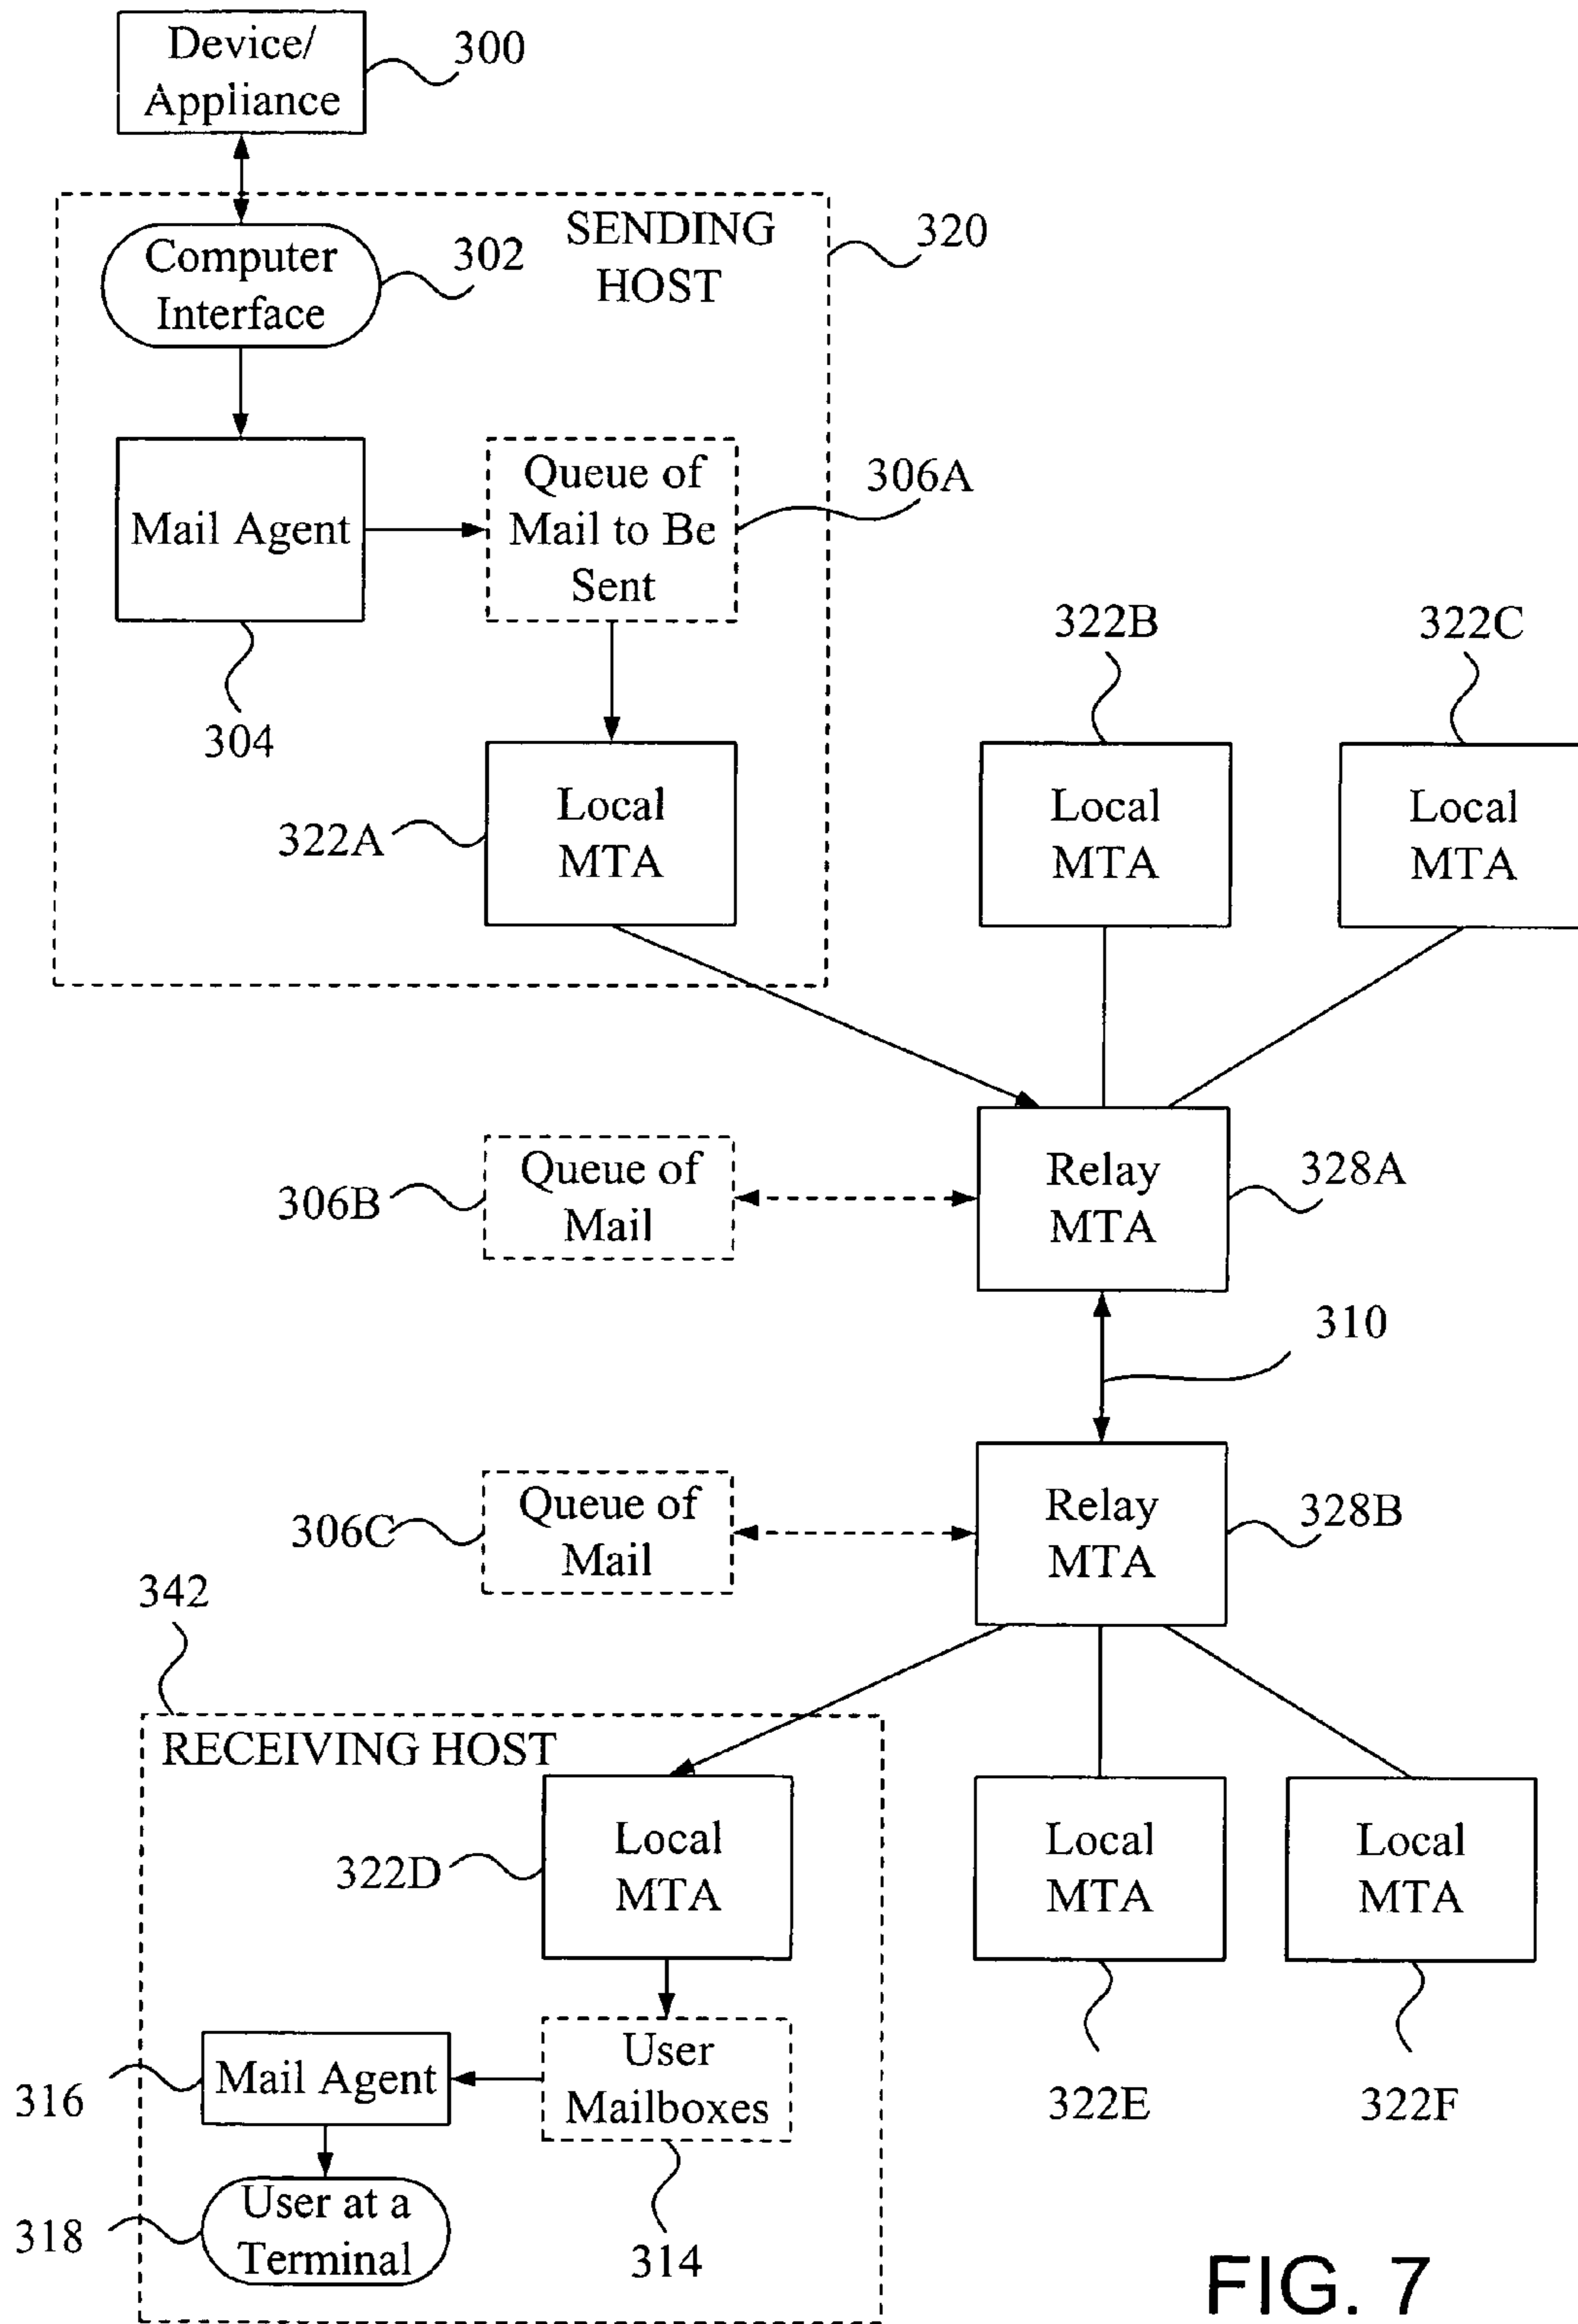 Device/
Appliance
300
SENDING
HOST
320
Computer
Interface
302
Mail Agent
304
Queue of
Mail to Be
Sent
306A
Local
MTA
322A
322B
Local
MTA
322C
Local
MTA
Queue of
Mail
306B
Relay
MTA
328A
310
Queue of
Mail
306C
Relay
MTA
328B
342
RECEIVING HOST
Local
MTA
322D
Local
MTA
322E
Local
MTA
322F
User
Mailboxes
314
Mail Agent
316
User at a
Terminal
318
FIG. 7